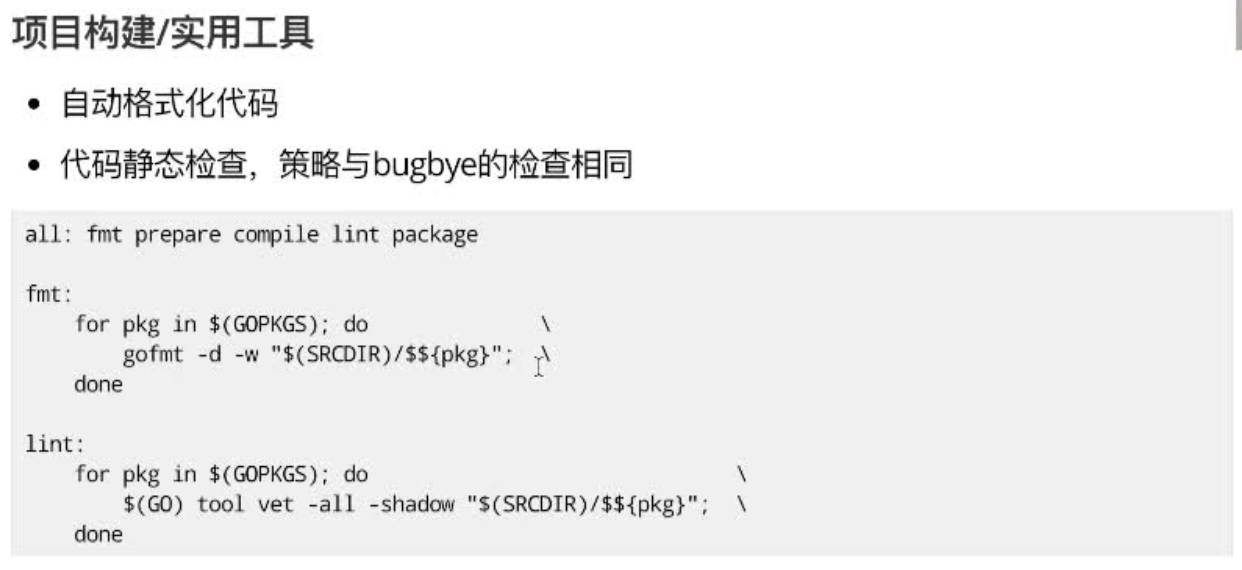 项目构建/实用工具
• 自动格式化代码
• 代码静态检查，策略与bugbye的检查相同
all: fmt prepare compile lint package
fmt:
    for pkg in $(GOPKGS); do                \
        gofmt -d -w "$(SRCDIR)/$${pkg}";  \
    done
lint:
    for pkg in $(GOPKGS); do                                \
        $(GO) tool vet -all -shadow "$(SRCDIR)/$${pkg}";  \
    done